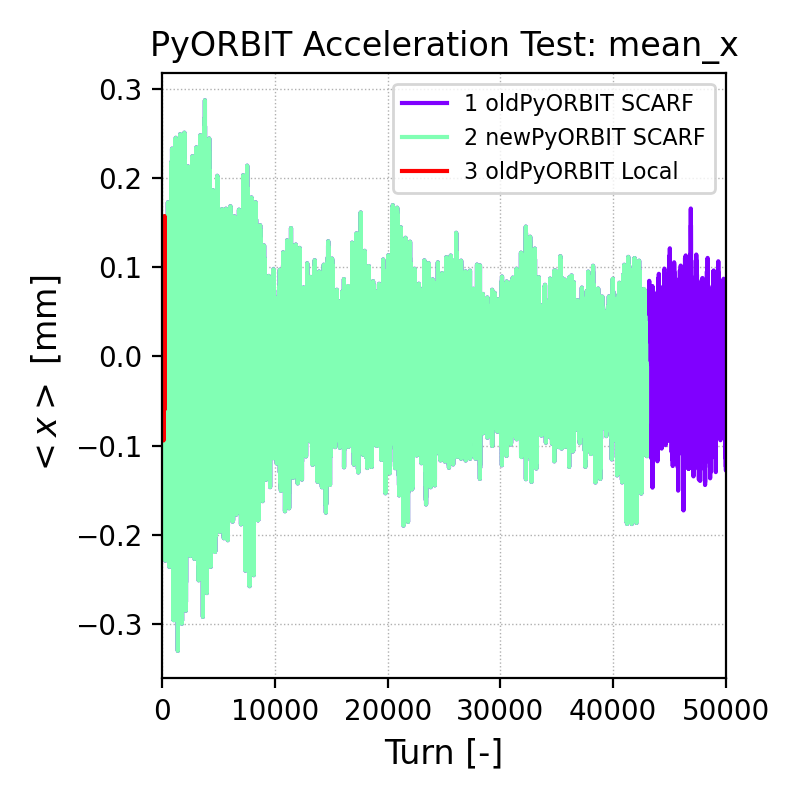 PyORBIT Acceleration Test: mean_x
1 oldPyORBIT SCARF
2 newPyORBIT SCARF
3 oldPyORBIT Local
0.3
0.2
0.1
0.0
−0.1
−0.2
−0.3
< x > [mm]
0 10000 20000 30000 40000 50000
Turn [-]